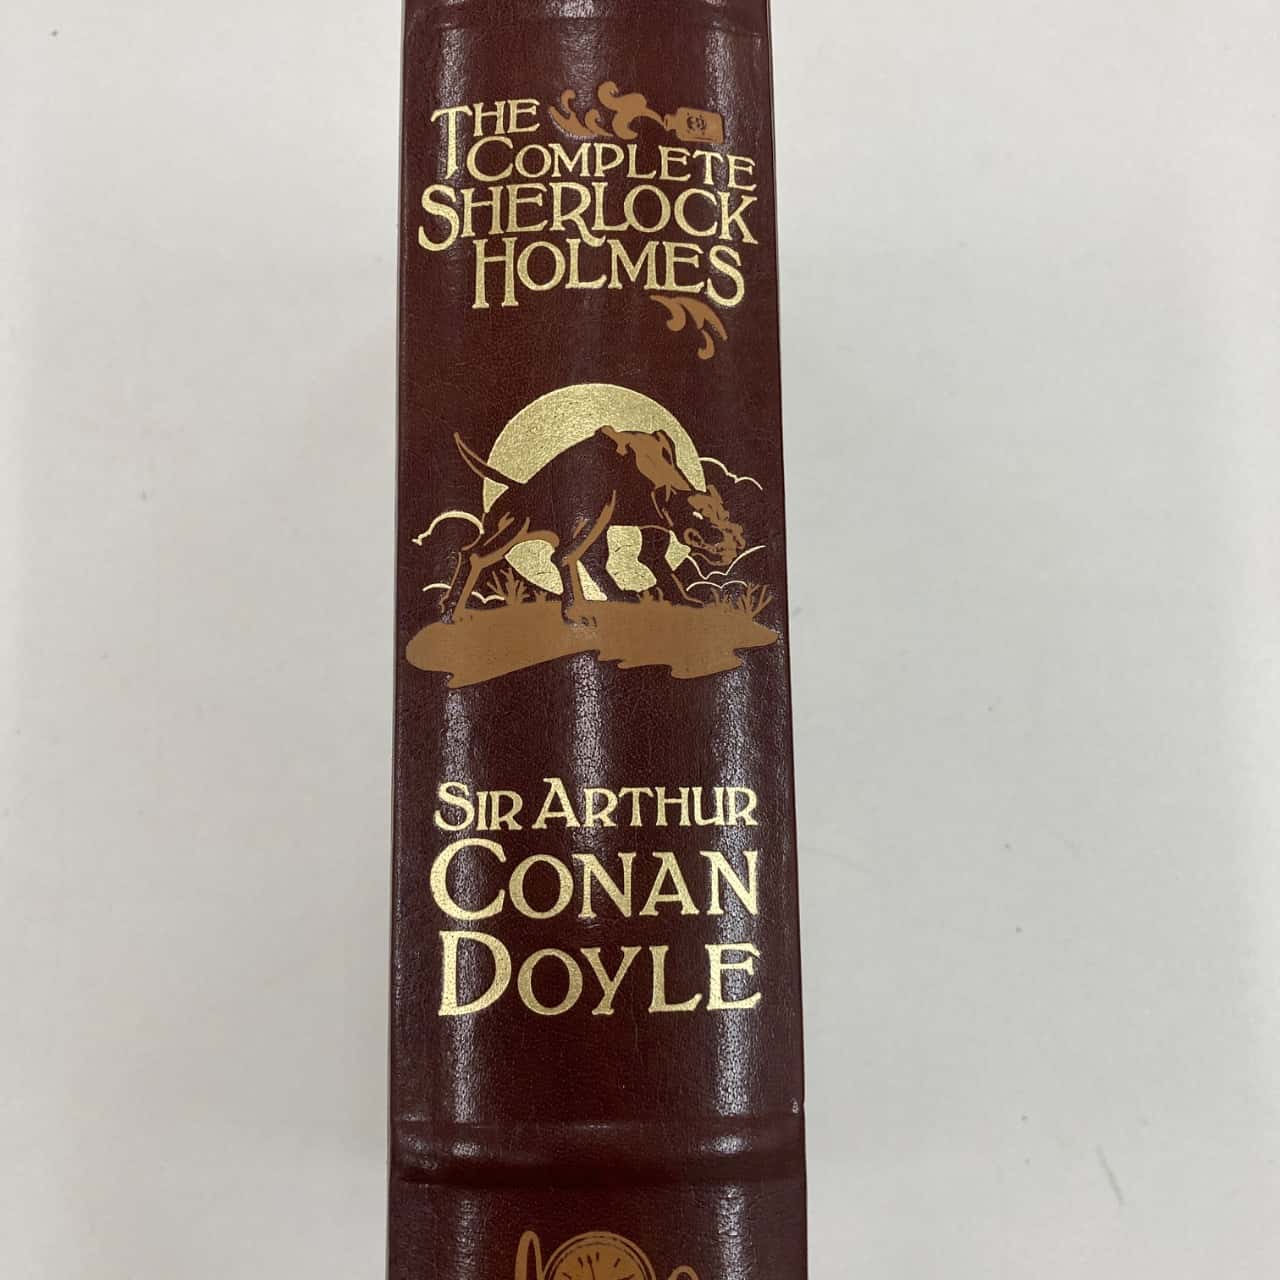 THE
COMPLETE
SHERLOCK
HOLMES
SIR ARTHUR
CONAN
DOYLE